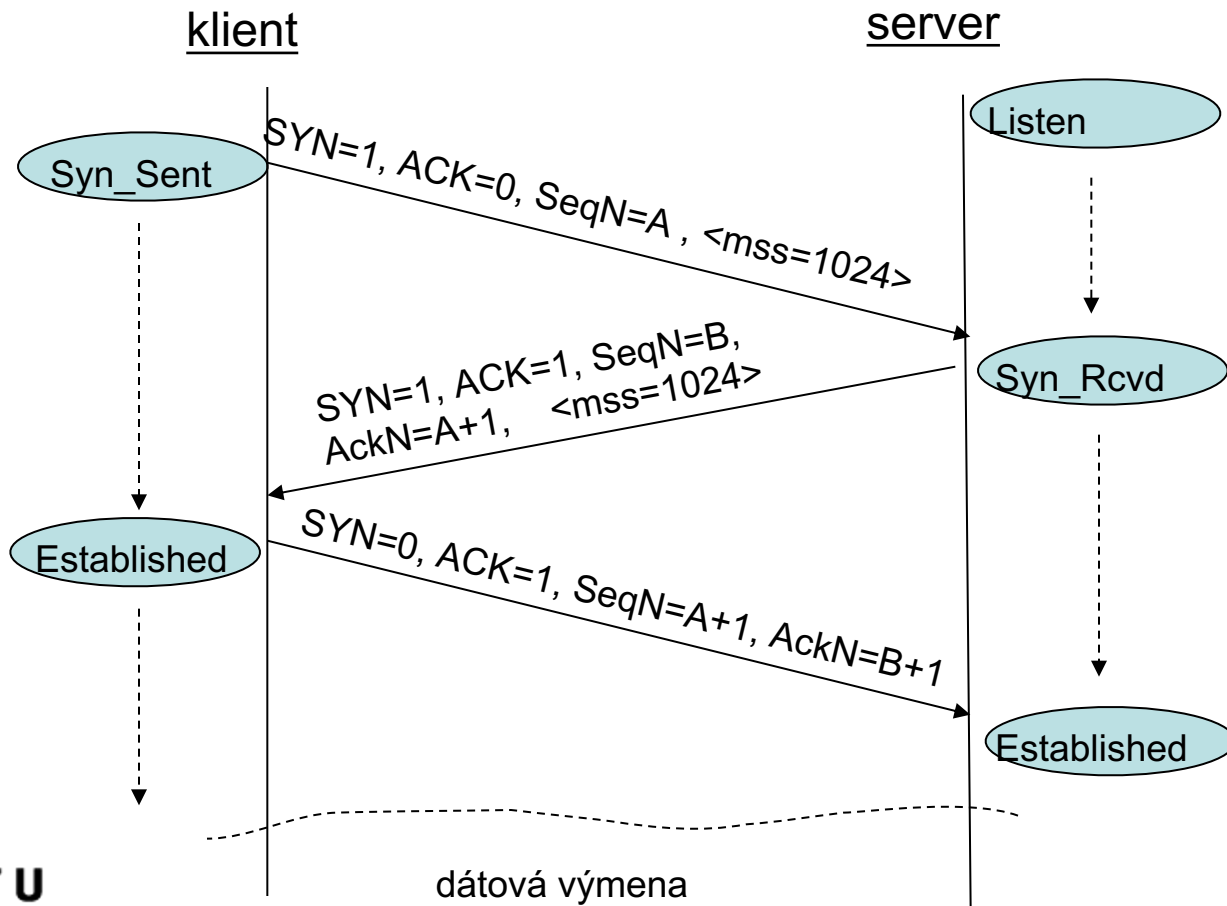 klient
server
Listen
Syn_Sent
SYN=1, ACK=0, SeqN=A , <mss=1024>
Syn_Rcvd
SYN=1, ACK=1, SeqN=B,
AckN=A+1, <mss=1024>
Established
SYN=0, ACK=1, SeqN=A+1, AckN=B+1
Established
dátová výmena
U